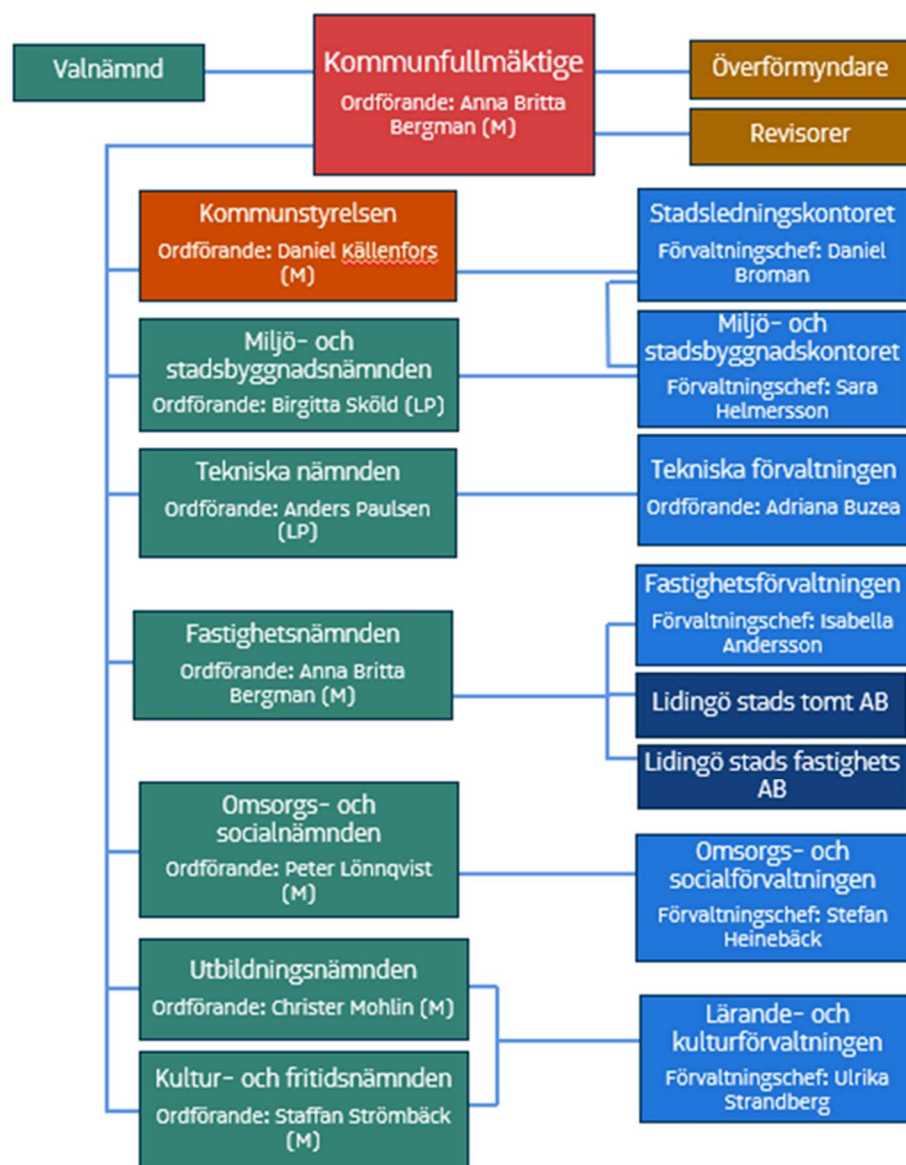 Valnämnd
Kommunfullmäktige
Ordförande: Anna Britta
Bergman (M)
Överförmyndare
Revisorer
Kommunstyrelsen
Ordförande: Daniel Källenfors
(M)
Stadsledningskontoret
Förvaltningschef: Daniel
Broman
Miljö- och
stadsbyggnadsnämnden
Ordförande: Birgitta Sköld (LP)
Miljö- och
stadsbyggnadskontoret
Förvaltningschef: Sara
Helmersson
Tekniska nämnden
Ordförande: Anders Paulsen
(LP)
Tekniska förvaltningen
Ordförande: Adriana Buzea
Fastighetsnämnden
Ordförande: Anna Britta
Bergman (M)
Fastighetsförvaltningen
Förvaltningschef: Isabella
Andersson
Lidingö stads tomt AB
Lidingö stads fastighets
AB
Omsorgs- och
socialnämnden
Ordförande: Peter Lönnqvist
(M)
Omsorgs- och
socialförvaltningen
Förvaltningschef: Stefan
Heinebäck
Utbildningsnämnden
Ordförande: Christer Mohlin (M)
Kultur- och fritidsnämnden
Ordförande: Staffan Strömbäck
(M)
Lärande- och
kulturförvaltningen
Förvaltningschef: Ulrika
Strandberg